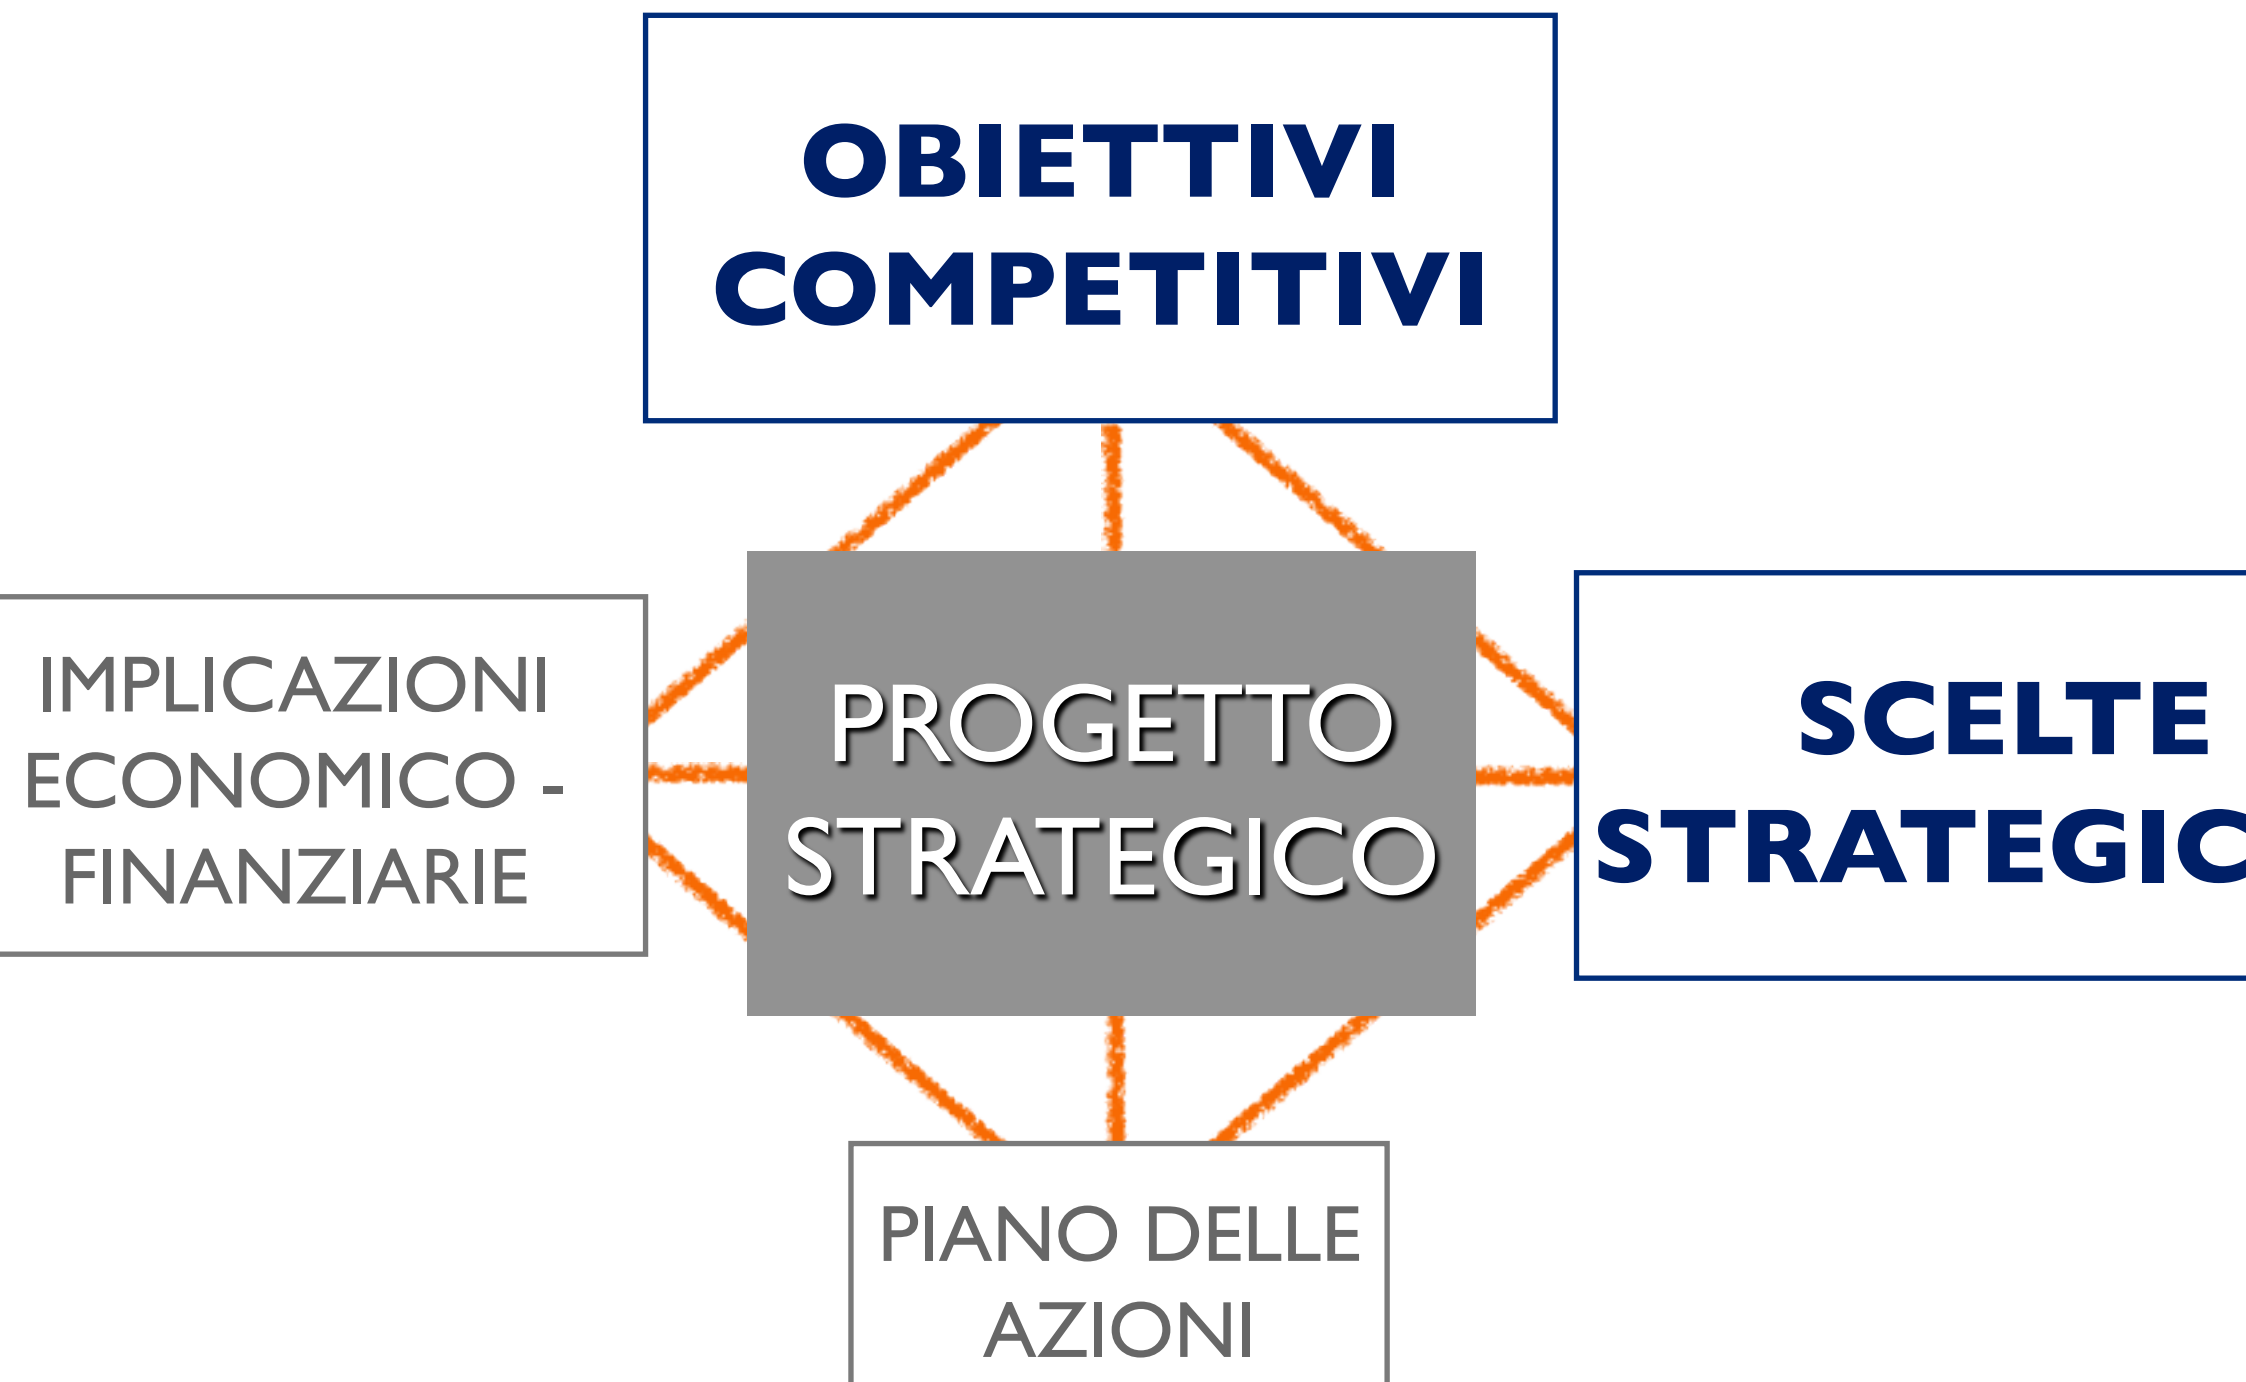 OBIETTIVI
COMPETITIVI
IMPLICAZIONI
ECONOMICO -
FINANZIARIE
PROGETTO
STRATEGICO
SCELTE
STRATEGIC
PIANO DELLE
AZIONI